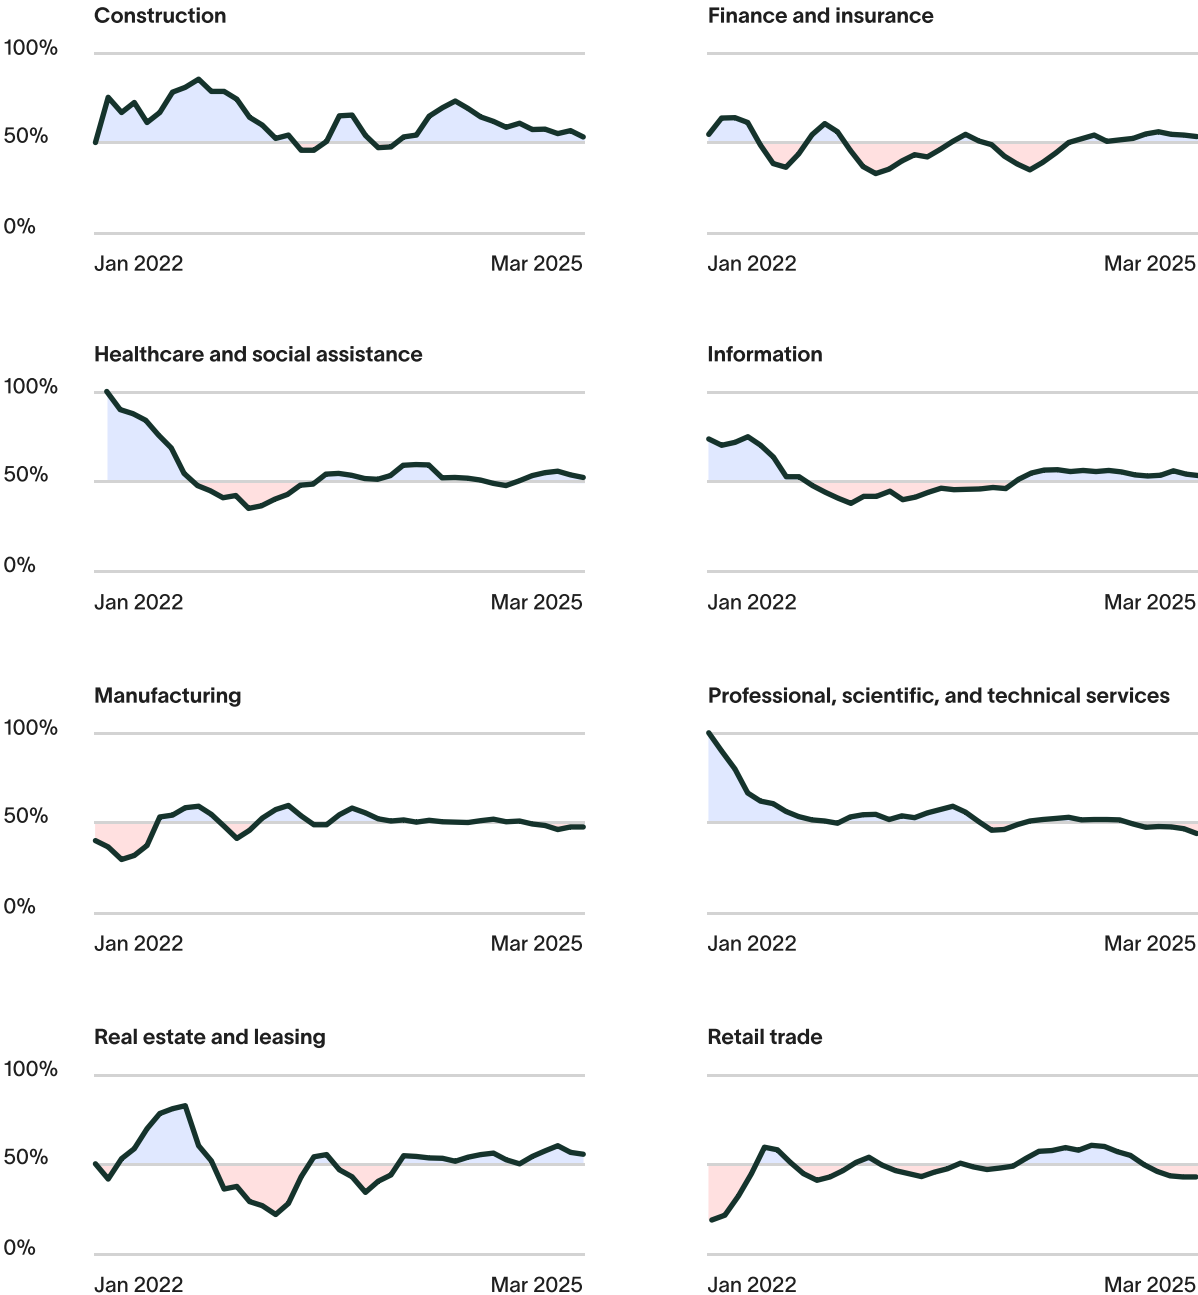 Construction
100%
50%
0%
Jan 2022 Mar 2025
Finance and insurance
Jan 2022 Mar 2025
Healthcare and social assistance
100%
50%
0%
Jan 2022 Mar 2025
Information
Jan 2022 Mar 2025
Manufacturing
100%
50%
0%
Jan 2022 Mar 2025
Professional, scientific, and technical services
Jan 2022 Mar 2025
Real estate and leasing
100%
50%
0%
Jan 2022 Mar 2025
Retail trade
Jan 2022 Mar 2025